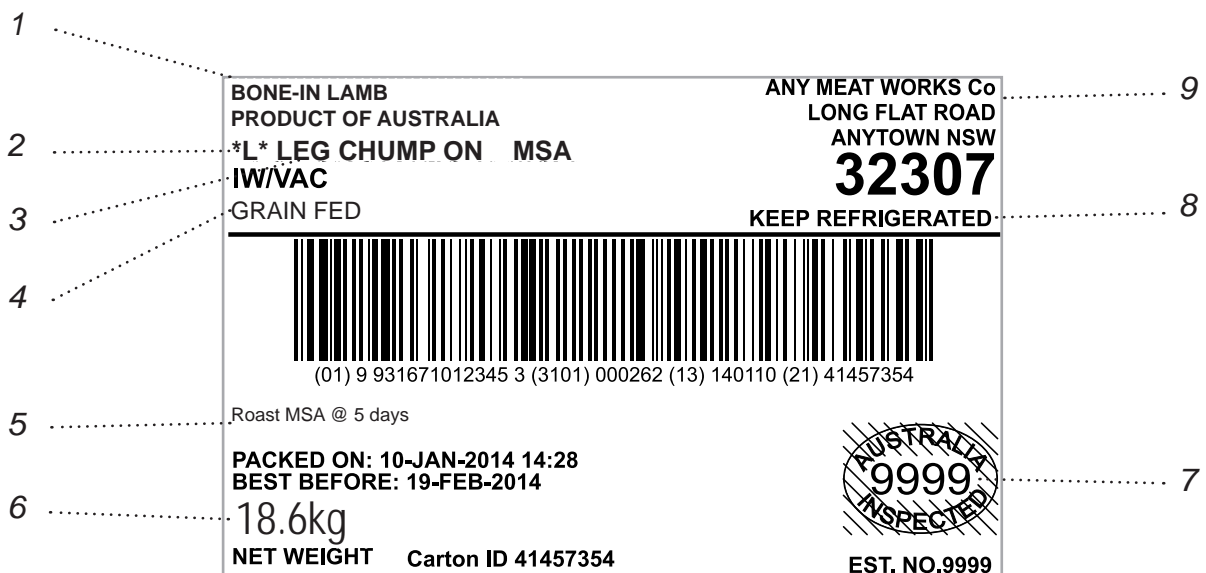 1
BONE-IN LAMB
PRODUCT OF AUSTRALIA
2
*L* LEG CHUMP ON MSA
IW/VAC
3
GRAIN FED
4
ANY MEAT WORKS Co
9
LONG FLAT ROAD
ANYTOWN NSW
32307
KEEP REFRIGERATED
8
(01) 9 931671012345 3 (3101) 000262 (13) 140110 (21) 41457354
Roast MSA @ 5 days
5
PACKED ON: 10-JAN-2014 14:28
BEST BEFORE: 19-FEB-2014
6
18.6kg
NET WEIGHT Carton ID 41457354
AUSTRALIA
9999
INSPECTED
7
EST. NO.9999